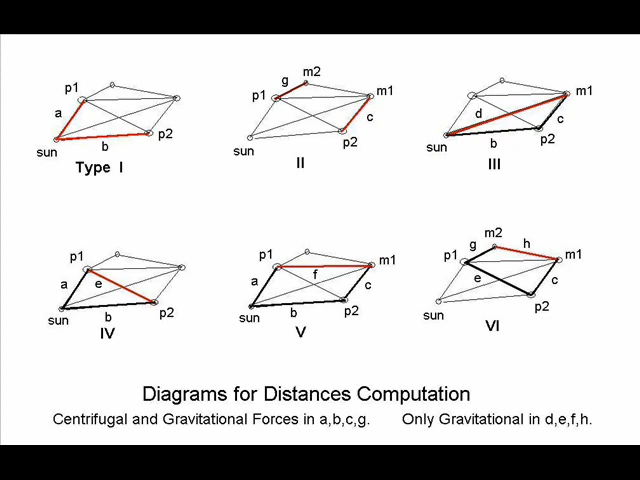 p1 a b sun p2
Type I
m2 g p1 m1 c p2
II
m1 d c sun b p2
III
p1 a e sun b p2
IV
p1 m1 f a c sun b p2
V
m2 p1 g h m1 e c sun p2
VI
Diagrams for Distances Computation
Centrifugal and Gravitational Forces in a,b,c,g. Only Gravitational in d,e,f,h.